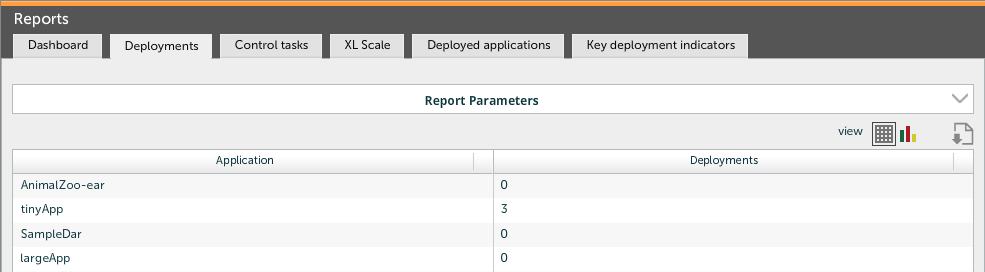 Reports
Dashboard Deployments Control tasks XL Scale Deployed applications Key deployment indicators
Report Parameters
view
Application Deployments
AnimalZoo-ear 0
tinyApp 3
SampleDar 0
largeApp 0